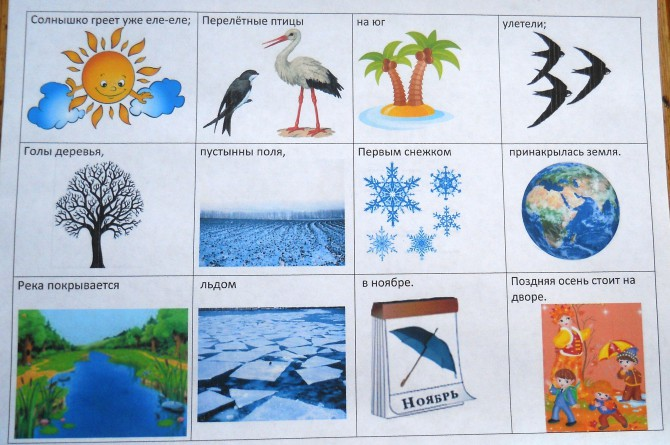 Солнышко греет уже еле-еле;
Перелётные птицы
на юг
улетели;
Голы деревья,
пустынны поля,
Первым снежком
принакрылась земля.
Река покрывается
льдом
в ноябре.
Ноябрь
Поздняя осень стоит на
дворе.